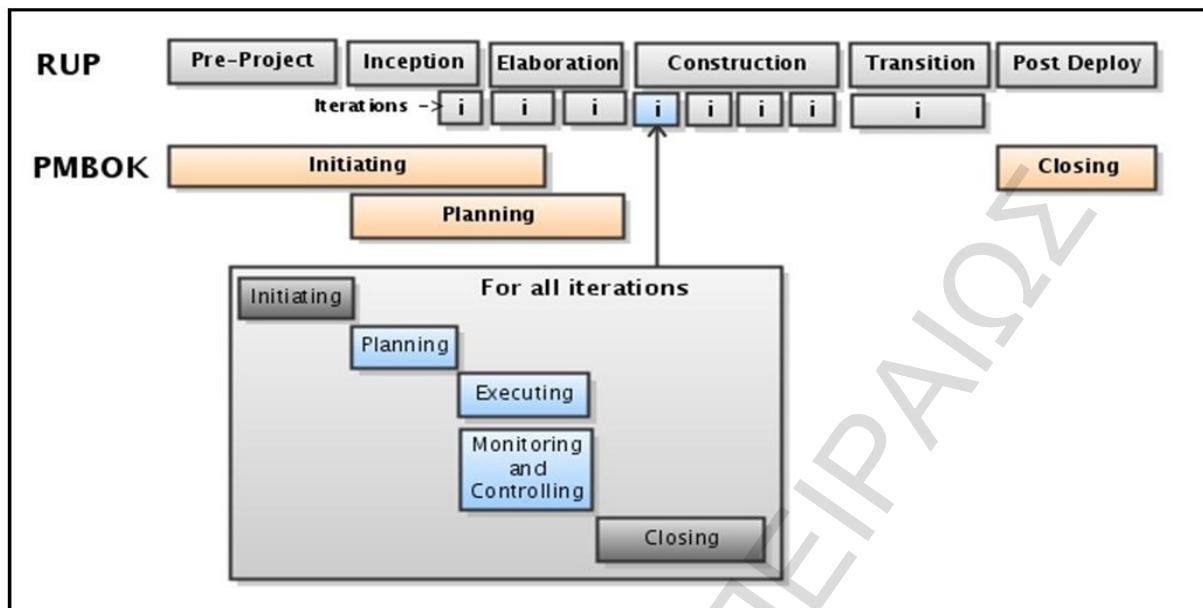 RUP
Pre-Project Inception Elaboration Construction Transition Post Deploy
Iterations -> i i i i i i i i
PMBOK
Initiating
Closing
Planning
For all iterations
Initiating
Planning
Executing
Monitoring
and
Controlling
Closing
ΠΕΙΡΑΙΩΣ